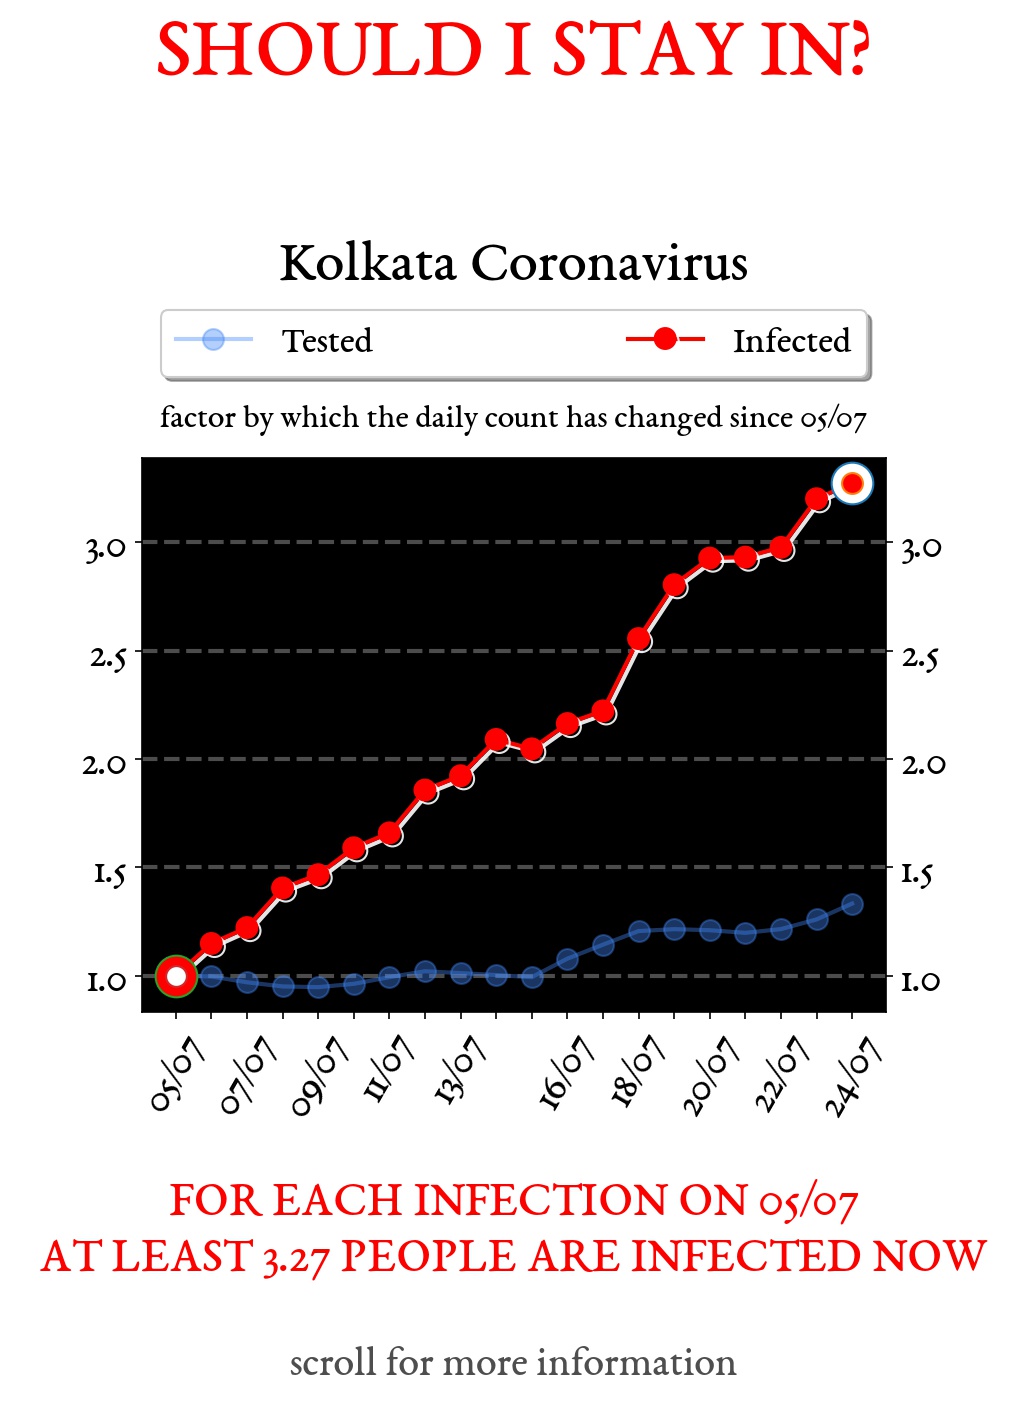 SHOULD I STAY IN?
Kolkata Coronavirus
Tested Infected
factor by which the daily count has changed since 05/07
3.0 3.0
2.5 2.5
2.0 2.0
1.5 1.5
1.0 1.0
05/07 07/07 09/07 11/07 13/07 16/07 18/07 20/07 22/07 24/07
FOR EACH INFECTION ON 05/07
AT LEAST 3.27 PEOPLE ARE INFECTED NOW
scroll for more information